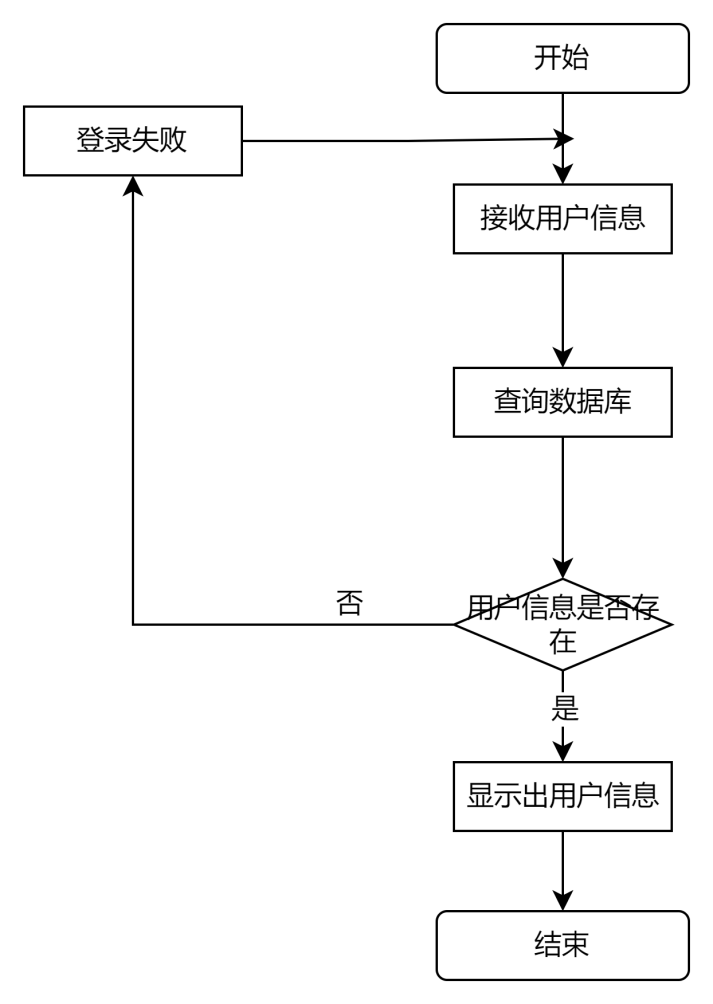 开始
登录失败
接收用户信息
查询数据库
否
用户信息是否存
在
是
显示出用户信息
结束